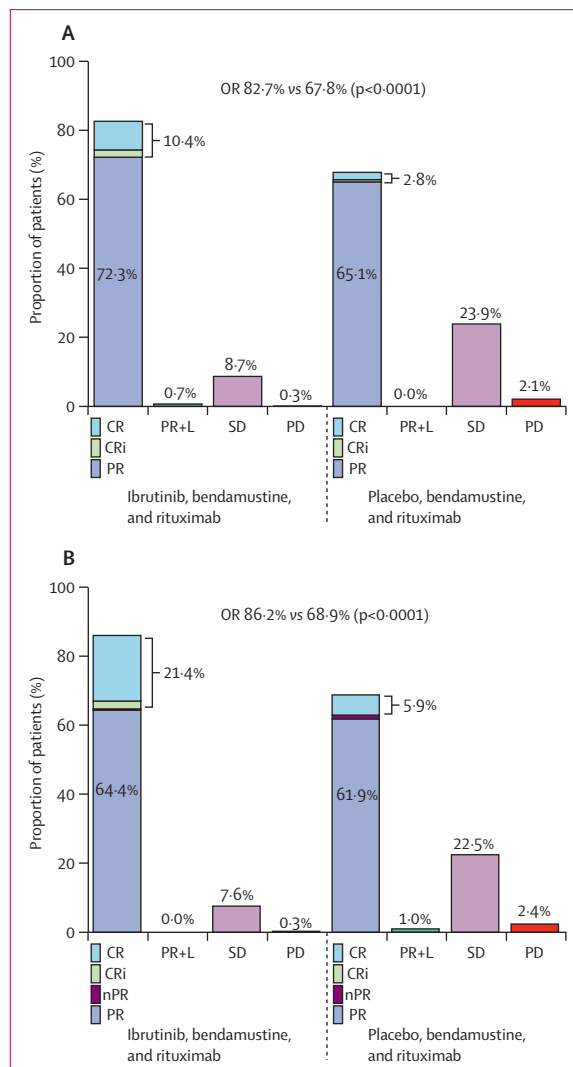 A
100
80
60
40
20
0
Proportion of patients (%)
OR 82·7% vs 67·8% (p<0·0001)
10·4%
72·3%
0·7%
8·7%
0·3%
2·8%
65·1%
0·0%
23·9%
2·1%
CR PR+L SD PD CR PR+L SD PD
CRi CRi
PR PR
Ibrutinib, bendamustine,
and rituximab
Placebo, bendamustine,
and rituximab
B
100
80
60
40
20
0
Proportion of patients (%)
OR 86·2% vs 68·9% (p<0·0001)
21·4%
64·4%
0·0%
7·6%
0·3%
5·9%
61·9%
1·0%
22·5%
2·4%
CR PR+L SD PD CR PR+L SD PD
CRi CRi
nPR nPR
PR PR
Ibrutinib, bendamustine,
and rituximab
Placebo, bendamustine,
and rituximab